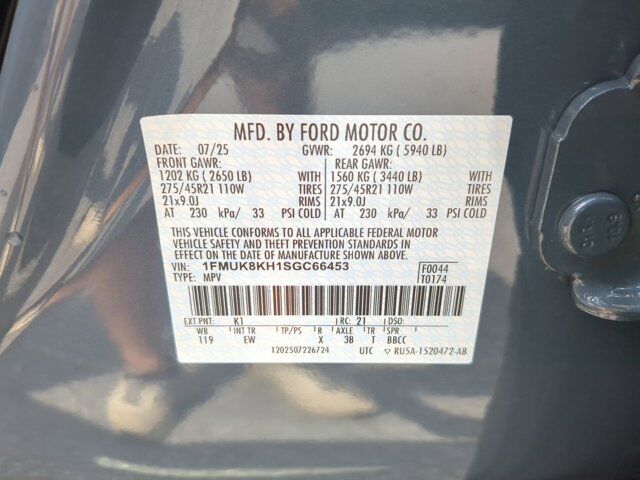 MFD. BY FORD MOTOR CO.
DATE: 07/25 GVWR: 2694 KG ( 5940 LB)
FRONT GAWR: REAR GAWR:
1202 KG ( 2650 LB) WITH 1560 KG ( 3440 LB) WITH
275/45R21 110W TIRES 275/45R21 110W TIRES
21x9.0J RIMS 21x9.0J RIMS
AT 230 kPa/ 33 PSI COLD AT 230 kPa/ 33 PSI COLD
THIS VEHICLE CONFORMS TO ALL APPLICABLE FEDERAL MOTOR
VEHICLE SAFETY AND THEFT PREVENTION STANDARDS IN
EFFECT ON THE DATE OF MANUFACTURE SHOWN ABOVE.
VIN: 1FMUK8KH1SGC66453 F0044
TYPE: MPV T0174
EXT PNT: K1 RC: 21 DSO:
WB INT TR TP/PS R AXLE TR SPR
119 EW X 3B T BBCC
1202507226724 UTC ▽ RU5A-1520472-AB